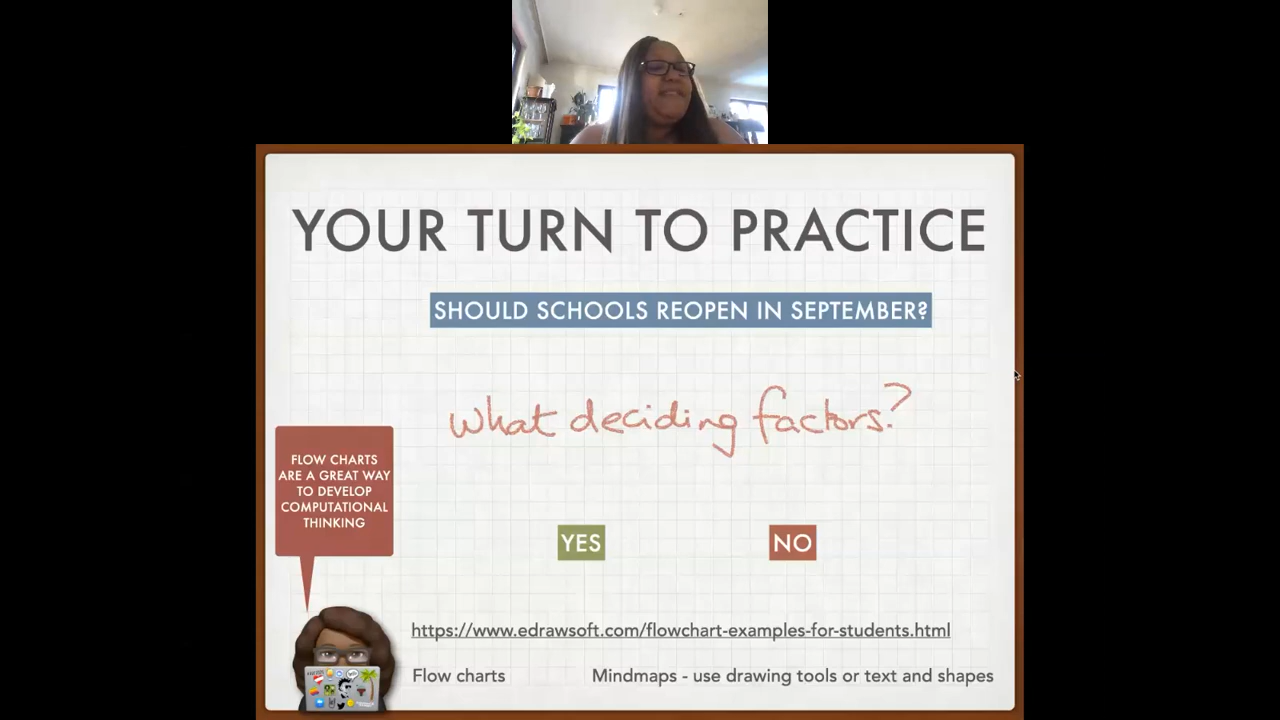 YOUR TURN TO PRACTICE
SHOULD SCHOOLS REOPEN IN SEPTEMBER?
What deciding factors?
FLOW CHARTS
ARE A GREAT WAY
TO DEVELOP
COMPUTATIONAL
THINKING
YES
NO
https://www.edrawsoft.com/flowchart-examples-for-students.html
Flow charts
Mindmaps - use drawing tools or text and shapes